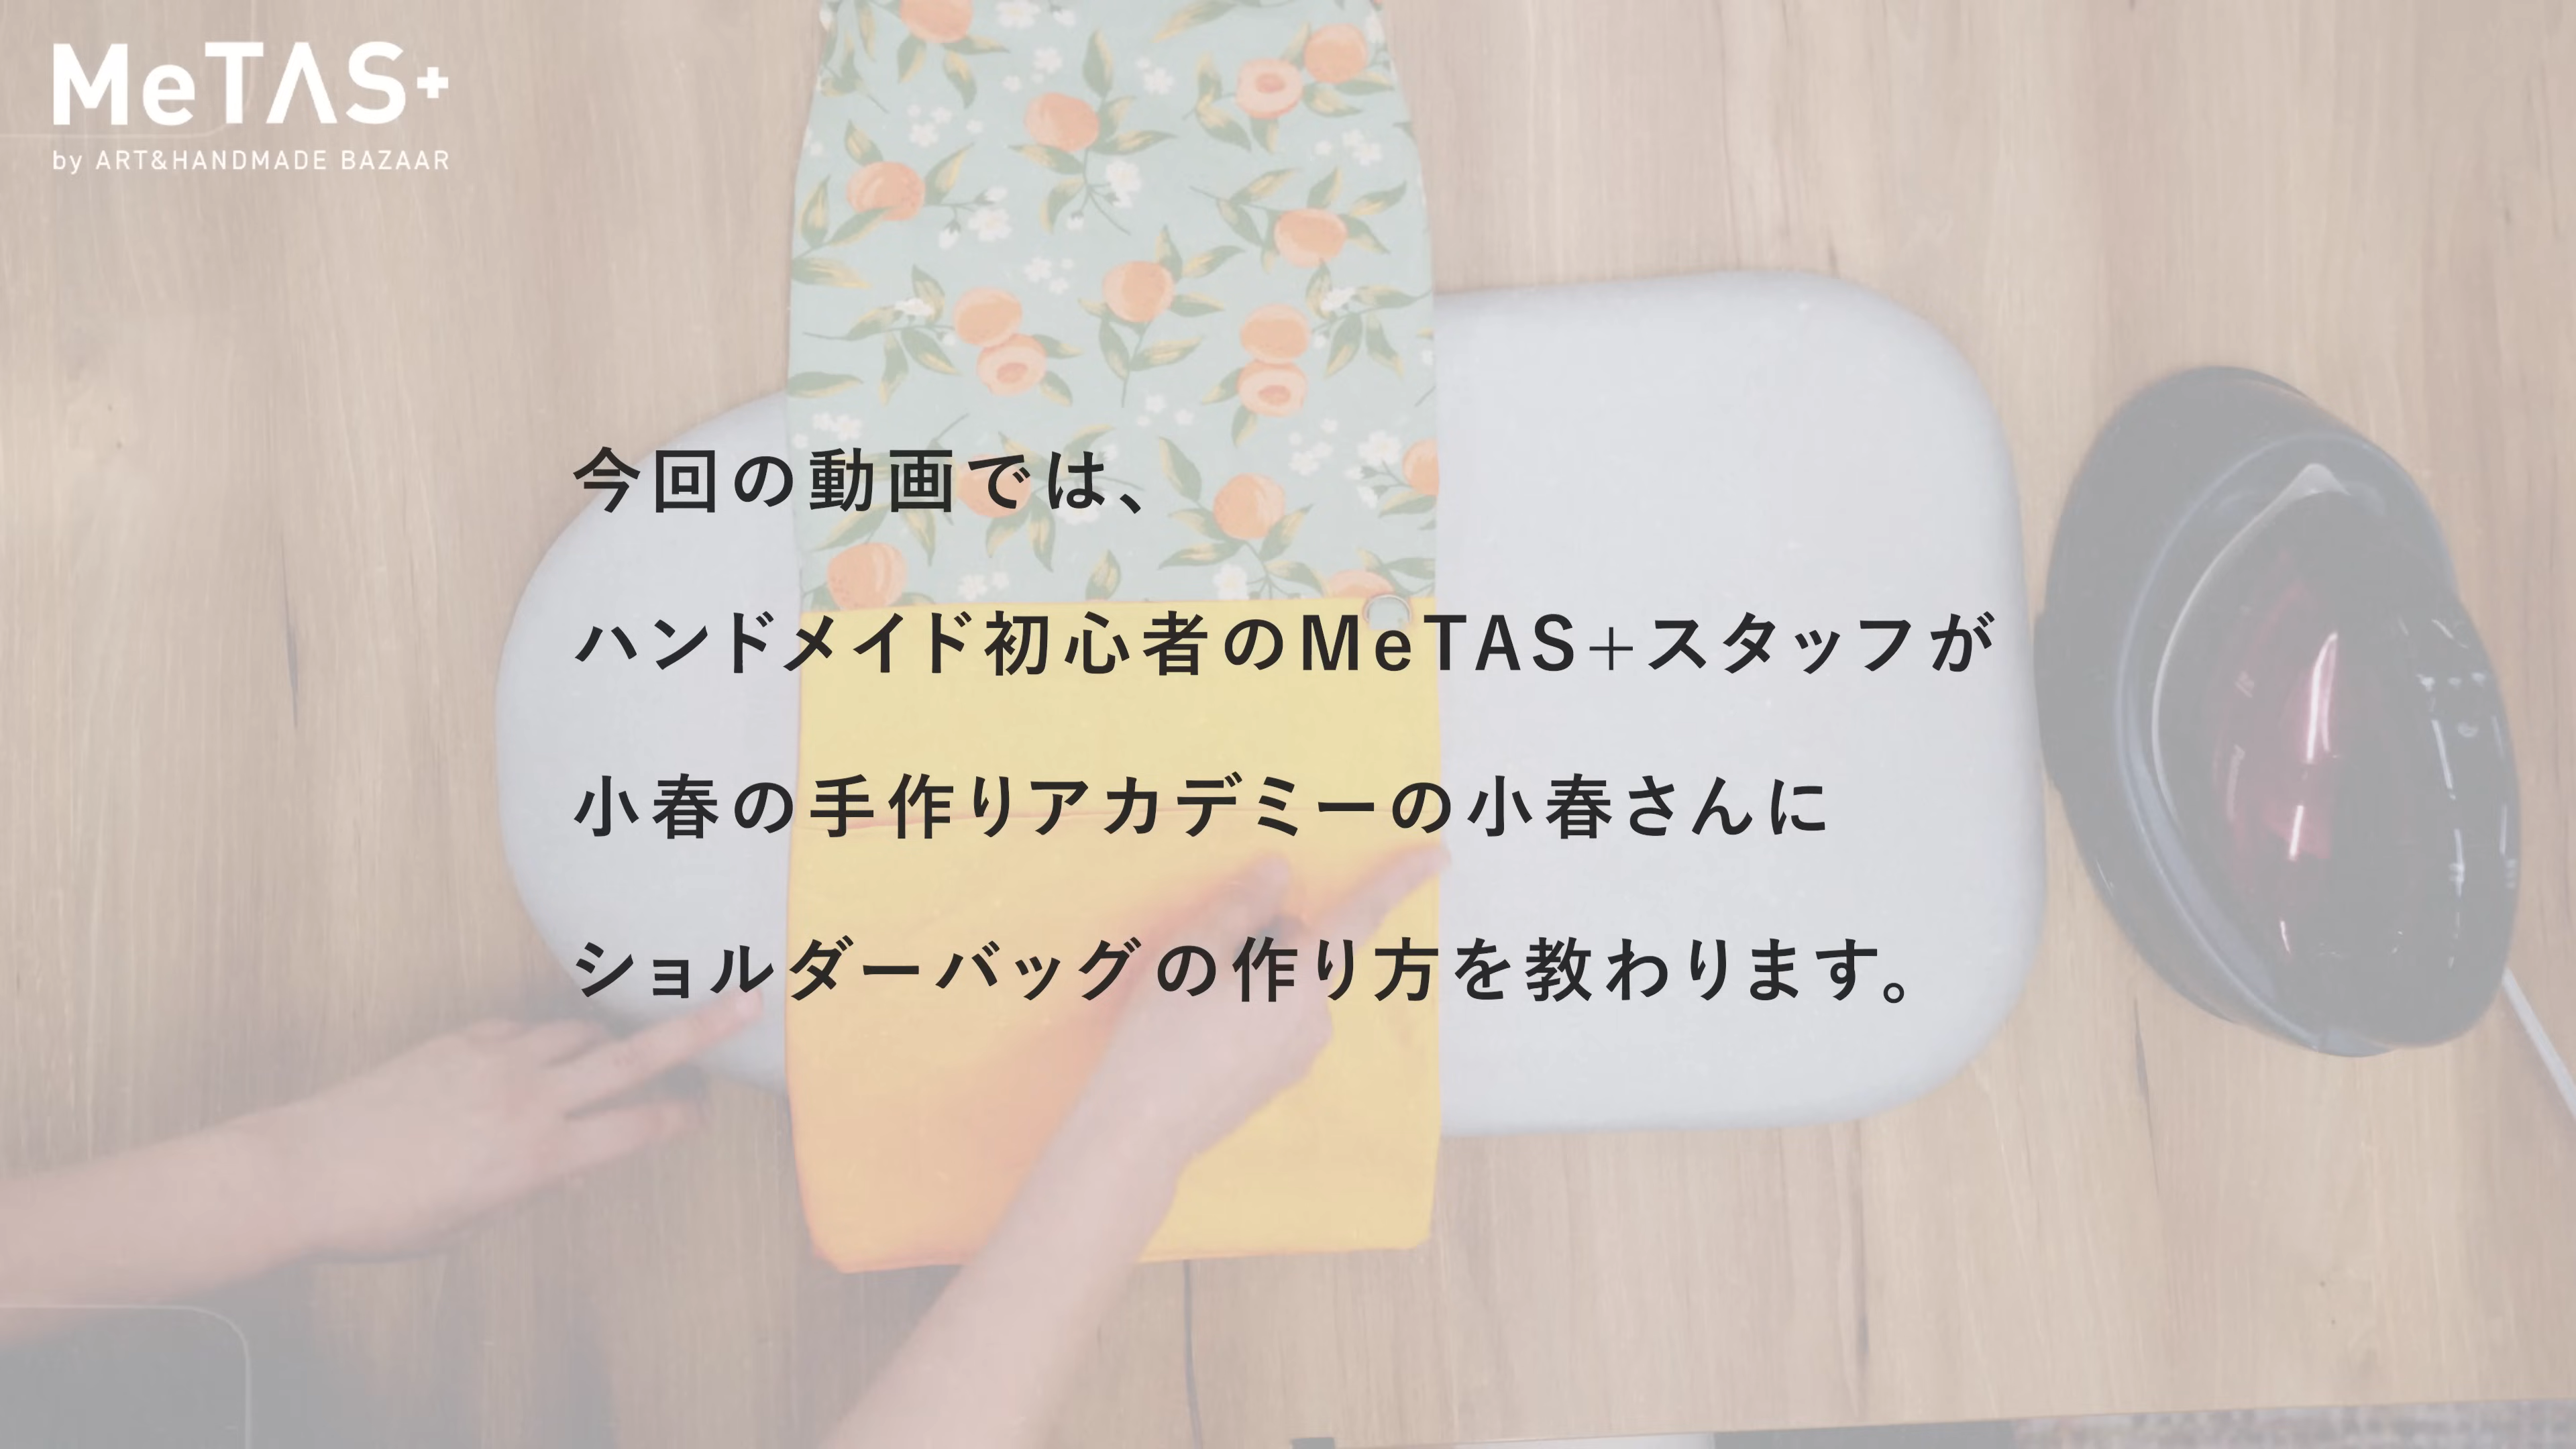 MeTAS+
by ART&HANDMADE BAZAAR
今回の動画では、
ハンドメイド初心者のMeTAS+スタッフが
小春の手作りアカデミーの小春さんに
ショルダーバッグの作り方を教わります。